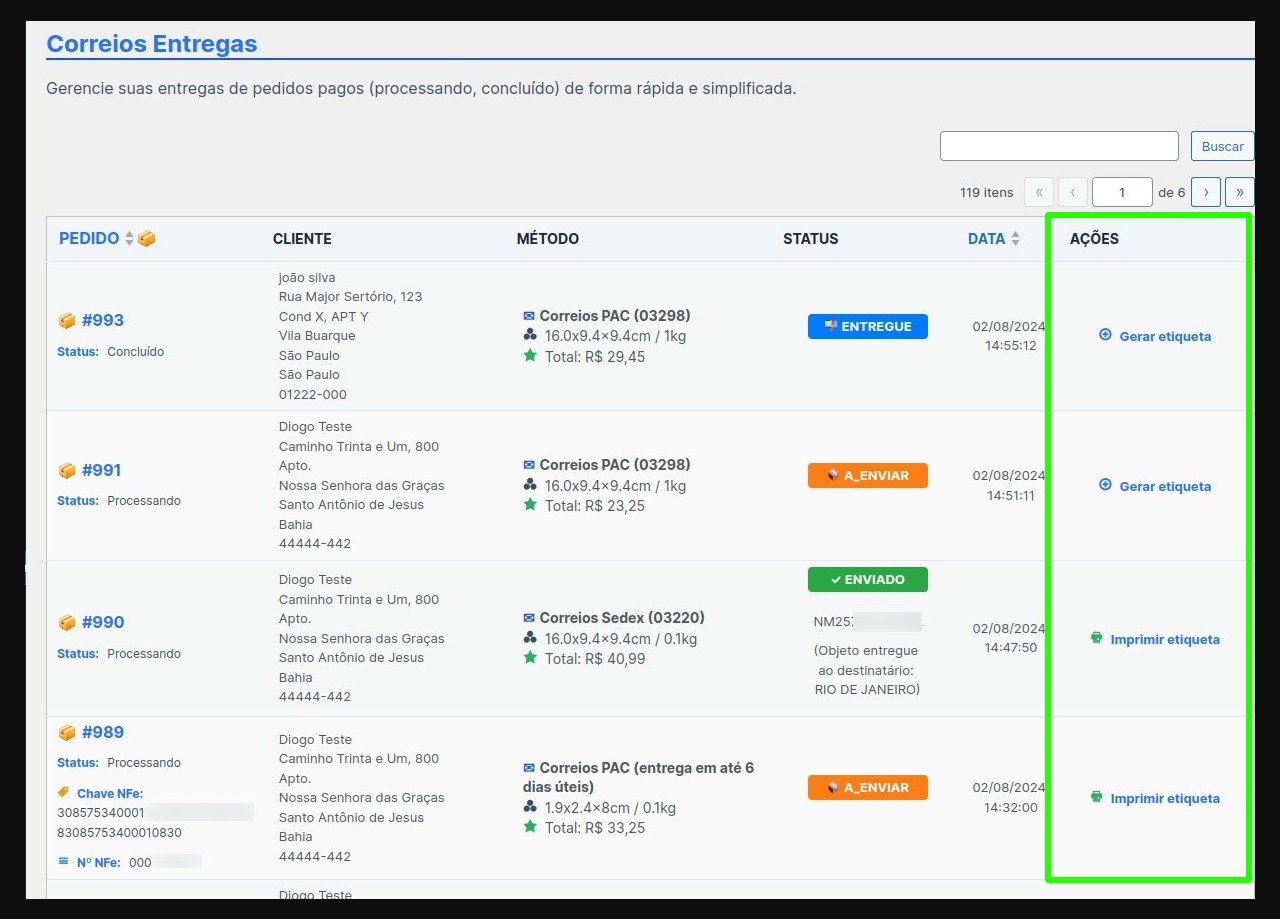 Correios Entregas
Gerencie suas entregas de pedidos pagos (processando, concluído) de forma rápida e simplificada.
Buscar
119 itens « ‹ 1 de 6 › »
PEDIDO CLIENTE MÉTODO STATUS DATA AÇÕES
#993
Status: Concluído
joão silva
Rua Major Sertório, 123
Cond X, APT Y
Vila Buarque
São Paulo
São Paulo
01222-000
Correios PAC (03298)
16.0x9.4×9.4cm / 1kg
Total: R$ 29,45
ENTREGUE
02/08/2024
14:55:12
Gerar etiqueta
#991
Status: Processando
Diogo Teste
Caminho Trinta e Um, 800
Apto.
Nossa Senhora das Graças
Santo Antônio de Jesus
Bahia
44444-442
Correios PAC (03298)
16.0x9.4×9.4cm / 1kg
Total: R$ 23,25
A_ENVIAR
02/08/2024
14:51:11
Gerar etiqueta
#990
Status: Processando
Diogo Teste
Caminho Trinta e Um, 800
Apto.
Nossa Senhora das Graças
Santo Antônio de Jesus
Bahia
44444-442
Correios Sedex (03220)
16.0x9.4×9.4cm / 0.1kg
Total: R$ 40,99
✓ ENVIADO
NM257
(Objeto entregue
ao destinatário:
RIO DE JANEIRO)
02/08/2024
14:47:50
Imprimir etiqueta
#989
Status: Processando
Chave NFe:
308575340001
83085753400010830
Nº NFe: 000
Diogo Teste
Caminho Trinta e Um, 800
Apto.
Nossa Senhora das Graças
Santo Antônio de Jesus
Bahia
44444-442
Correios PAC (entrega em até 6
dias úteis)
1.9x2.4×8cm / 0.1kg
Total: R$ 33,25
A_ENVIAR
02/08/2024
14:32:00
Imprimir etiqueta
Diogo Teste